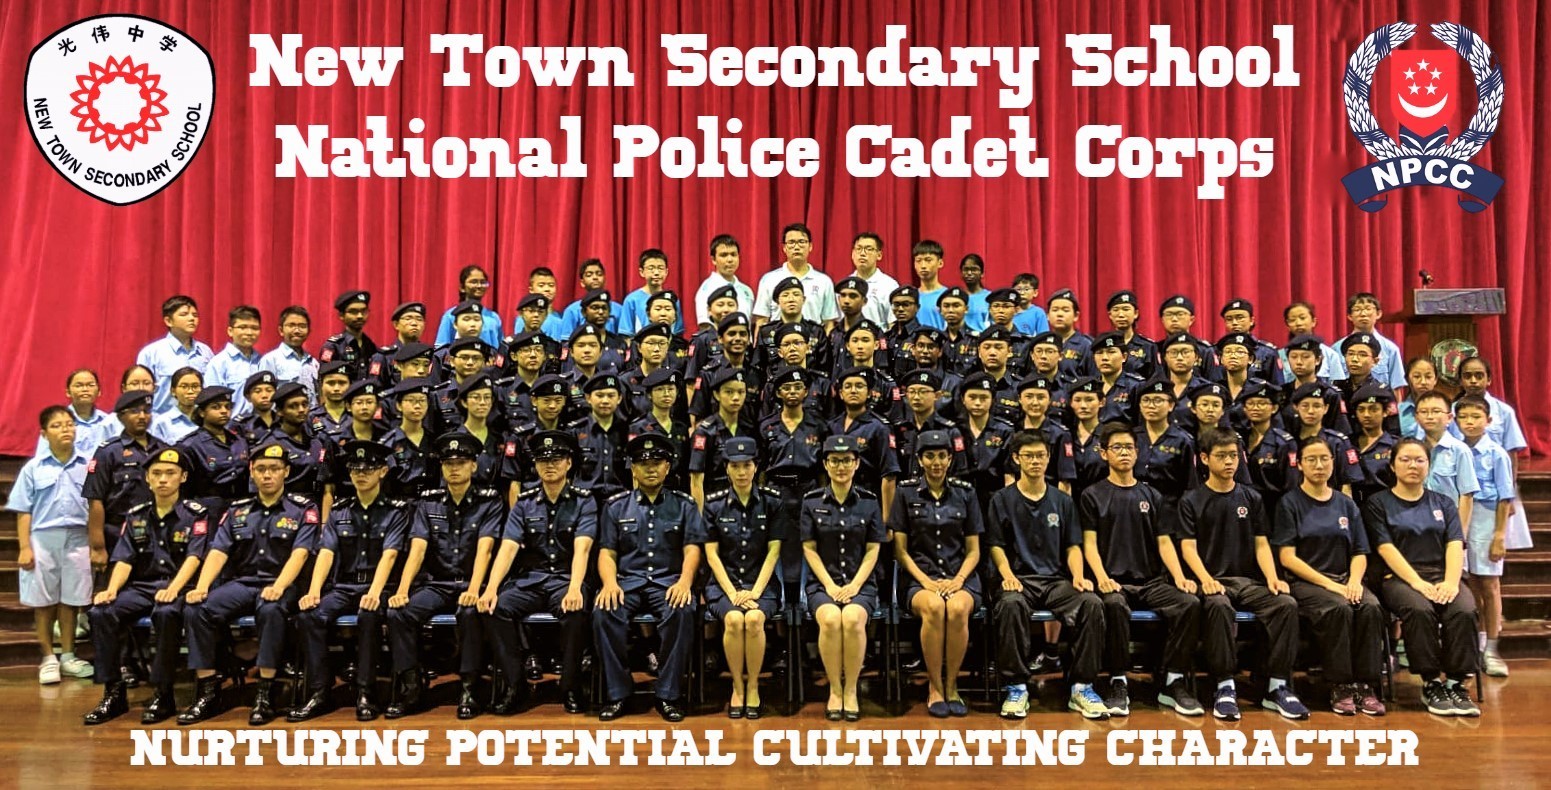 光伟中学
NEW TOWN SECONDARY SCHOOL
New Town Secondary School
National Police Cadet Corps
NPCC
NURTURING POTENTIAL CULTIVATING CHARACTER